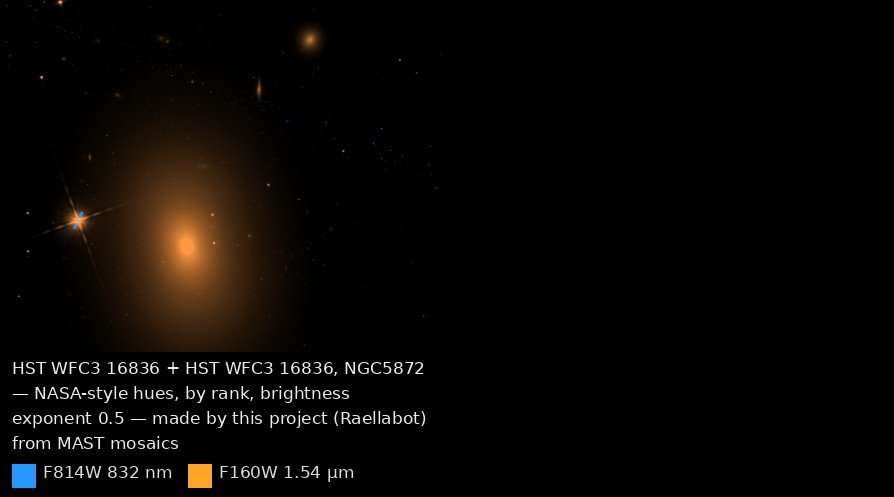 HST WFC3 16836 + HST WFC3 16836, NGC5872
— NASA-style hues, by rank, brightness
exponent 0.5 — made by this project (Raellabot)
from MAST mosaics
F814W 832 nm F160W 1.54 µm